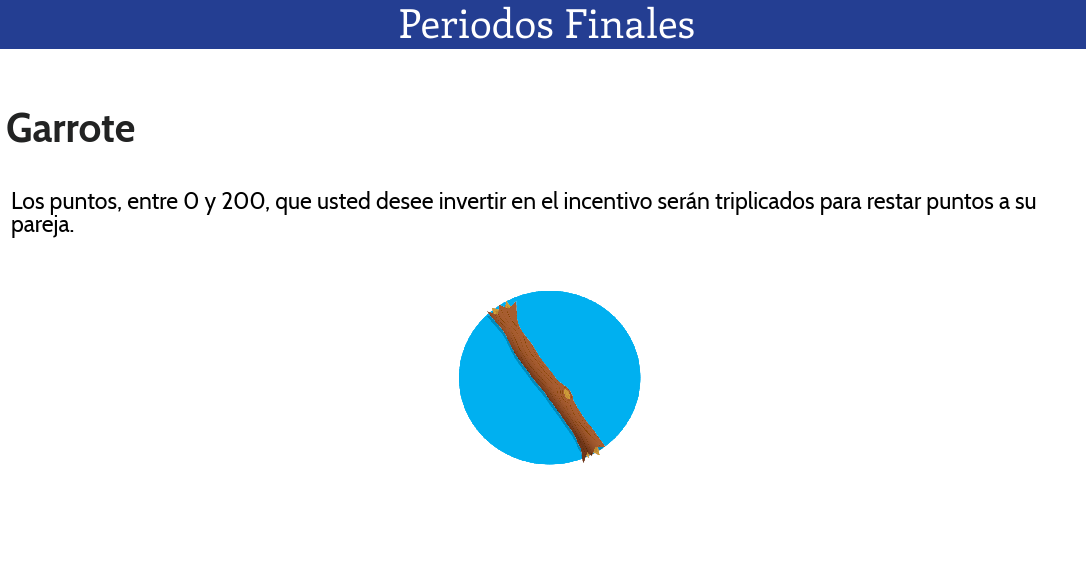 Periodos Finales
Garrote
Los puntos, entre 0 y 200, que usted desee invertir en el incentivo serán triplicados para restar puntos a su
pareja.